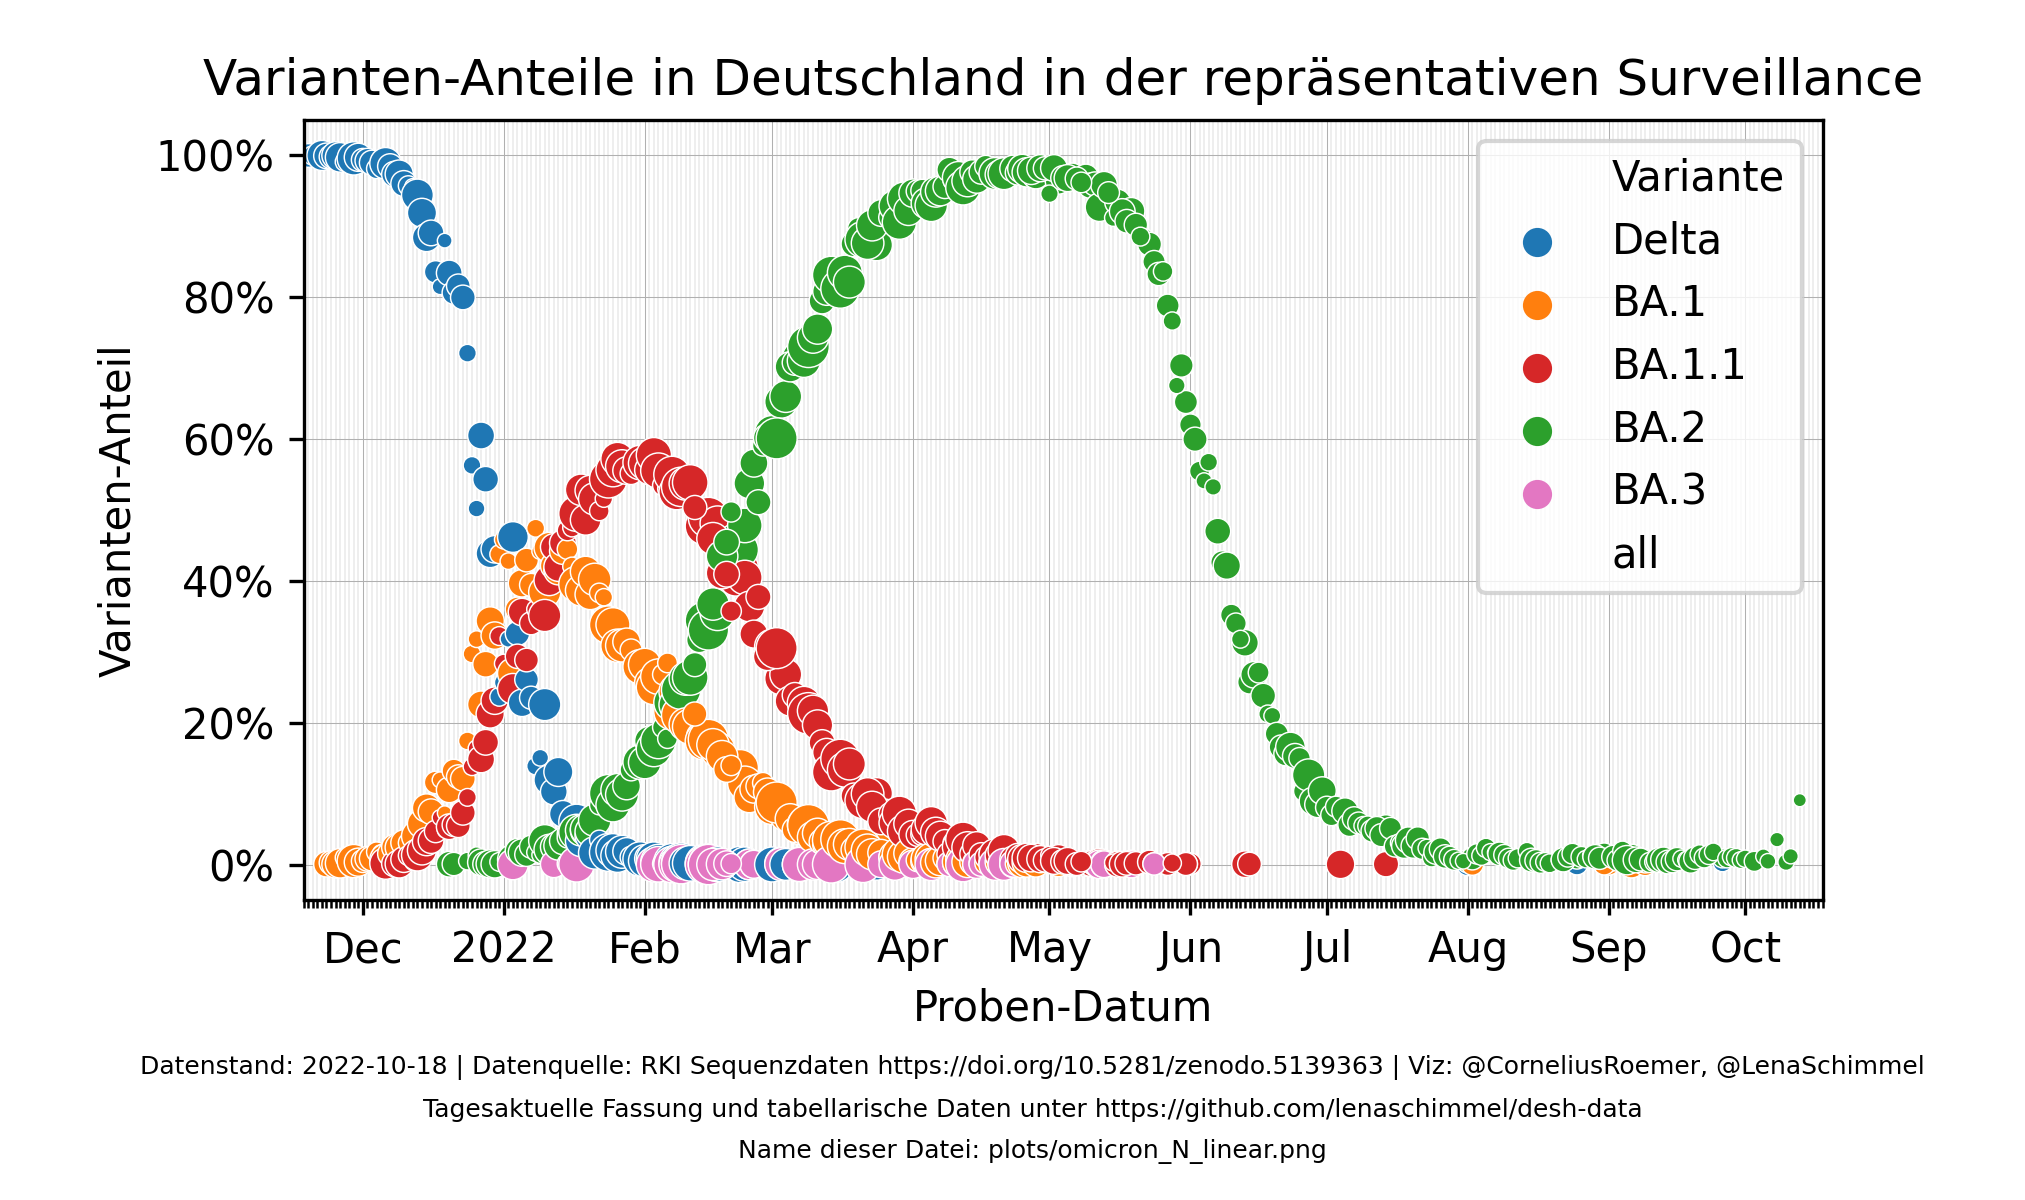 Varianten-Anteile in Deutschland in der repräsentativen Surveillance
100%
80%
60%
40%
20%
0%
Varianten-Anteil
Variante
Delta
BA.1
BA.1.1
BA.2
BA.3
all
Dec 2022 Feb Mar Apr May Jun Jul Aug Sep Oct
Proben-Datum
Datenstand: 2022-10-18 | Datenquelle: RKI Sequenzdaten https://doi.org/10.5281/zenodo.5139363 | Viz: @CorneliusRoemer, @LenaSchimmel
Tagesaktuelle Fassung und tabellarische Daten unter https://github.com/lenaschimmel/desh-data
Name dieser Datei: plots/omicron_N_linear.png